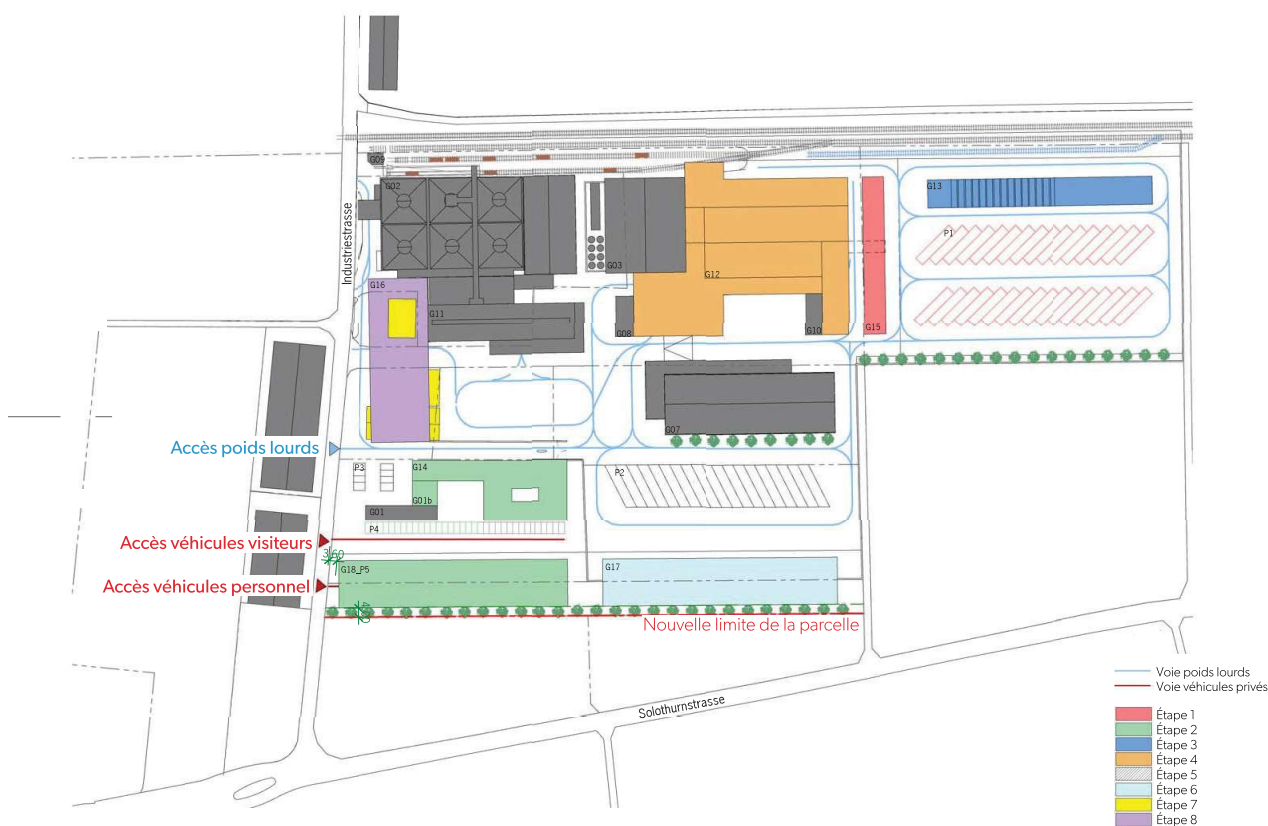 G09
G02
G13
Industriestrasse
P1
G03
G12
G16
G11
G08
G10
G15
G07
Accès poids lourds
P3
G14
P2
G01b
G01
P4
Accès véhicules visiteurs
3,60
G18_P5
G17
Accès véhicules personnel
Nouvelle limite de la parcelle
Solothurnstrasse
Voie poids lourds
Voie véhicules privés
Étape 1
Étape 2
Étape 3
Étape 4
Étape 5
Étape 6
Étape 7
Étape 8